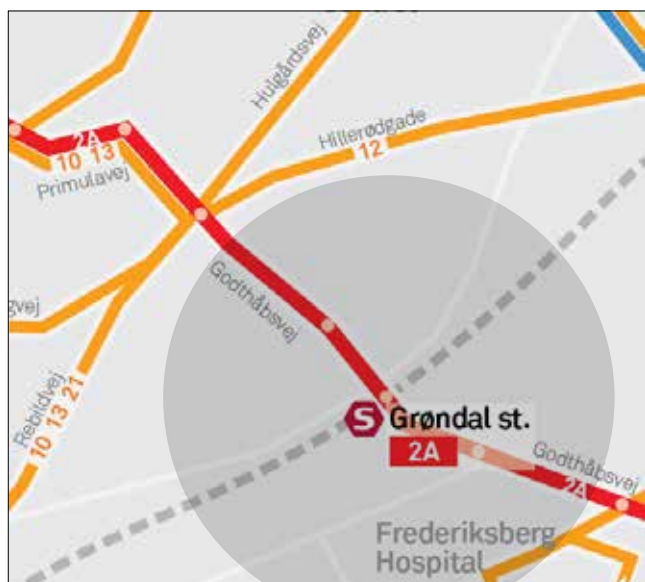 Hulgårdsvej
Hillerødgade
12
2A
10 13
Primulavej
Godthåbsvej
gvej
Rebildvej
10 13 21
S
Grøndal st.
2A
Godthåbsvej
2A
Frederiksberg
Hospital